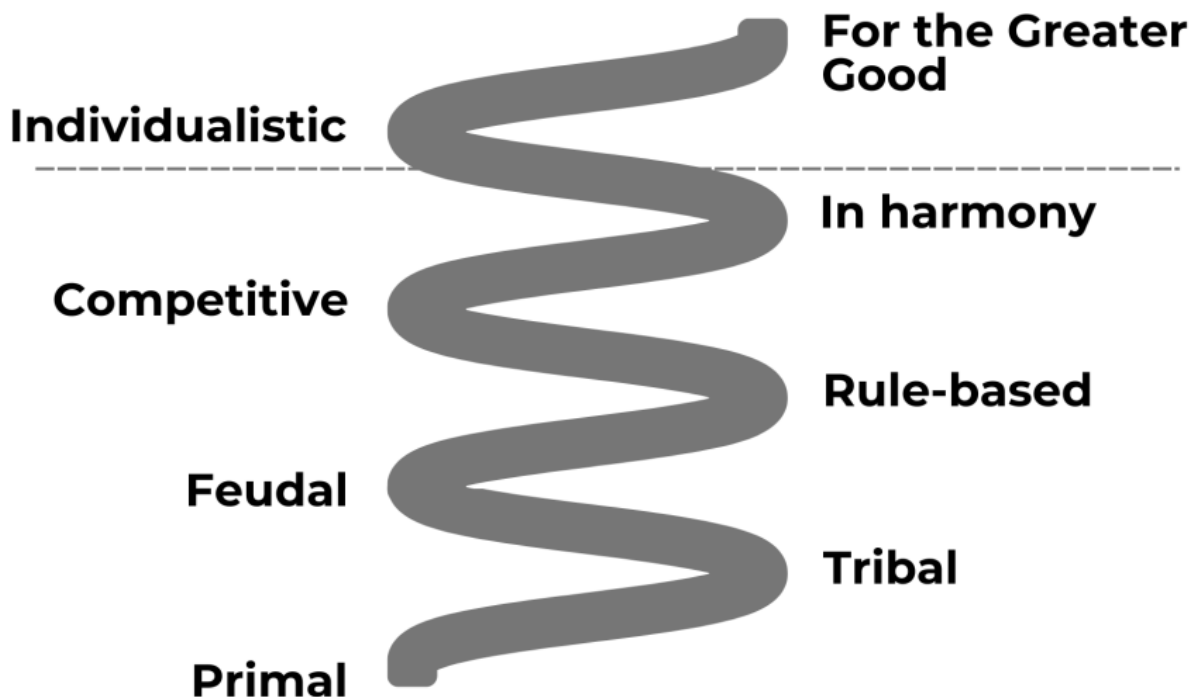 For the Greater
Good
Individualistic
In harmony
Competitive
Rule-based
Feudal
Tribal
Primal